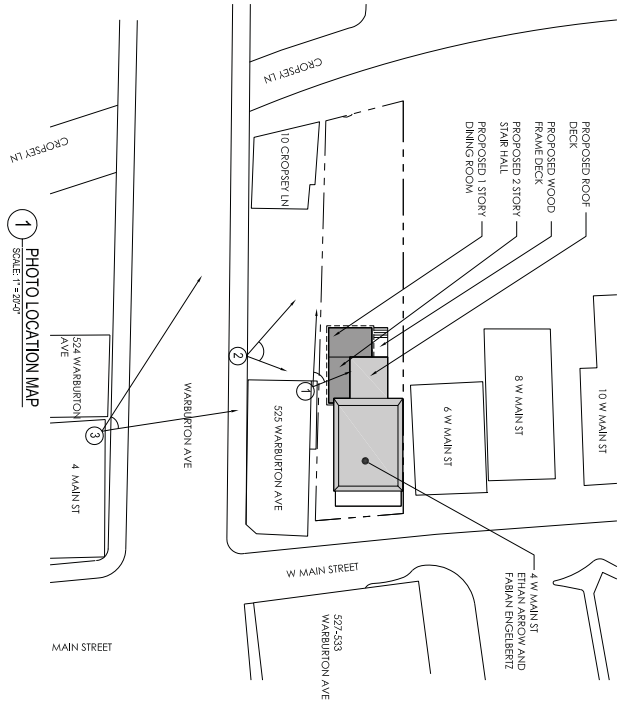 CROPSEY LN
CROPSEY LN
10 CROPSEY LN
PROPOSED ROOF
DECK
PROPOSED WOOD
FRAME DECK
PROPOSED 2 STORY
STAIR HALL
PROPOSED 1 STORY
DINING ROOM
1
PHOTO LOCATION MAP
SCALE: 1" = 20'-0"
524 WARBURTON
AVE
4 MAIN ST
3
WARBURTON AVE
2
1
525 WARBURTON AVE
6 W MAIN ST
8 W MAIN ST
10 W MAIN ST
4 W MAIN ST
ETHAN ARROW AND
FABIAN ENGELBERTZ
W MAIN STREET
527-533
WARBURTON AVE
MAIN STREET